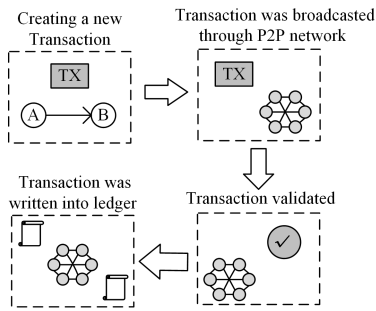 Creating a new
Transaction
TX
A
B
Transaction was broadcasted
through P2P network
TX
Transaction validated
Transaction was
written into ledger